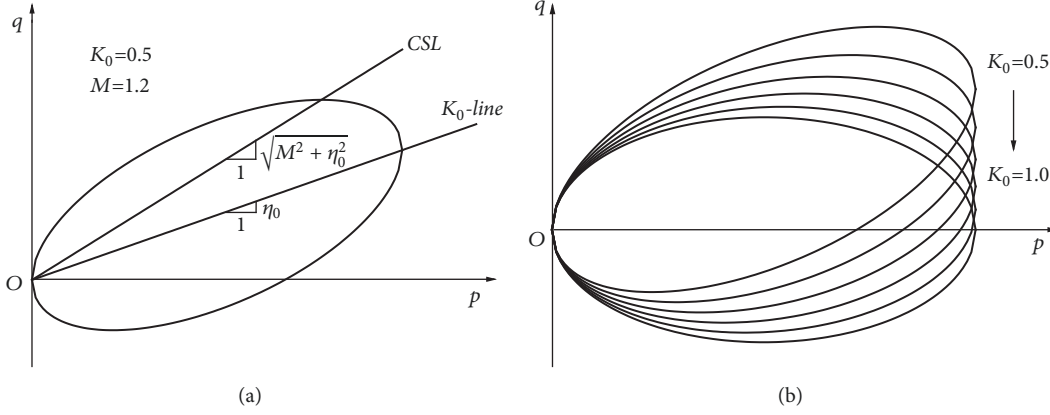 q
K₀=0.5
M=1.2
CSL
K₀-line
√M² + η₀²
1
η₀
1
O
p
(a)
q
K₀=0.5
K₀=1.0
O
p
(b)